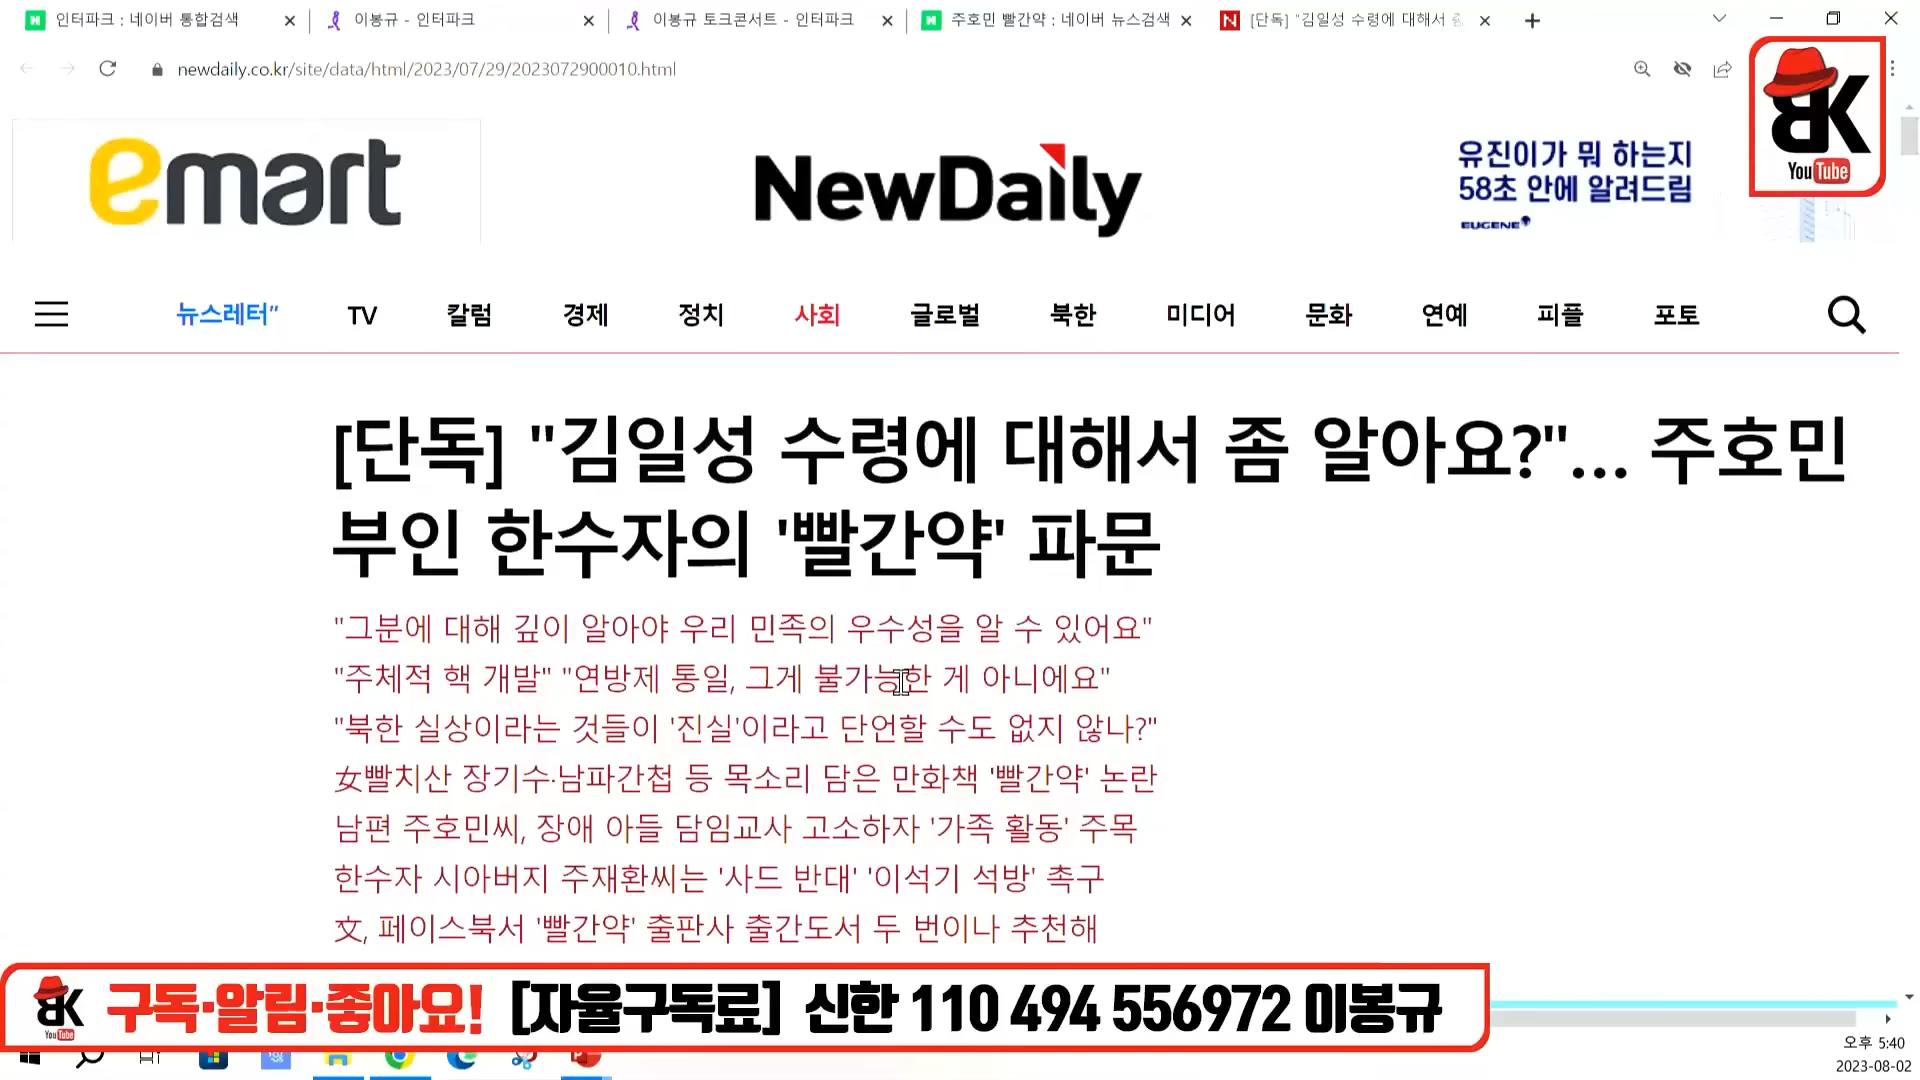 인터파크 : 네이버 통합검색
이봉규 - 인터파크
이봉규 토크콘서트 - 인터파크
주호민 빨간약 : 네이버 뉴스검색
[단독] "김일성 수령에 대해서 좀
newdaily.co.kr/site/data/html/2023/07/29/2023072900010.html
emart
NewDaily
유진이가 뭐 하는지
58초 안에 알려드림
EUGENE
BK
YouTube
뉴스레터" TV 칼럼 경제 정치 사회 글로벌 북한 미디어 문화 연예 피플 포토
[단독] "김일성 수령에 대해서 좀 알아요?"... 주호민
부인 한수자의 '빨간약' 파문
"그분에 대해 깊이 알아야 우리 민족의 우수성을 알 수 있어요"
"주체적 핵 개발" "연방제 통일, 그게 불가능한 게 아니에요"
"북한 실상이라는 것들이 '진실'이라고 단언할 수도 없지 않나?"
女빨치산 장기수·남파간첩 등 목소리 담은 만화책 '빨간약' 논란
남편 주호민씨, 장애 아들 담임교사 고소하자 '가족 활동' 주목
한수자 시아버지 주재환씨는 '사드 반대' '이석기 석방' 촉구
文, 페이스북서 '빨간약' 출판사 출간도서 두 번이나 추천해
BK
YouTube
구독·알림·좋아요! [자율구독료] 신한 110 494 556972 이봉규
오후 5:40
2023-08-02